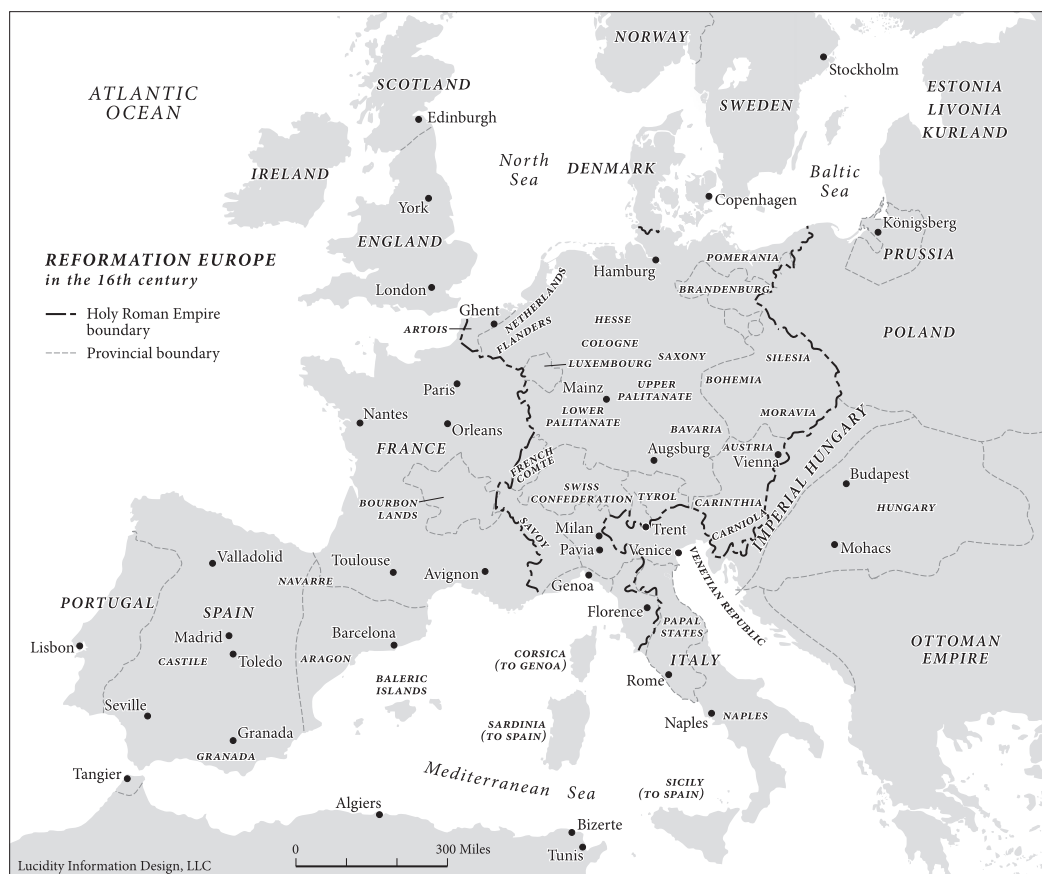 NORWAY
Stockholm
SCOTLAND
ATLANTIC
OCEAN
ESTONIA
LIVONIA
KURLAND
SWEDEN
Edinburgh
North
Sea
DENMARK
Baltic
Sea
IRELAND
York
Copenhagen
Königsberg
ENGLAND
PRUSSIA
REFORMATION EUROPE
in the 16th century
Hamburg
POMERANIA
London
BRANDENBURG
Holy Roman Empire
boundary
Provincial boundary
Ghent
NETHERLANDS
ARTOIS
FLANDERS
HESSE
COLOGNE
POLAND
LUXEMBOURG
SAXONY
SILESIA
Paris
Mainz
UPPER
PALITANATE
BOHEMIA
Nantes
Orleans
LOWER
PALITANATE
MORAVIA
FRANCE
BAVARIA
Augsburg
AUSTRIA
Vienna
IMPERIAL HUNGARY
FRENCH
COMTE
Budapest
BOURBON
LANDS
SWISS
CONFEDERATION
TYROL
CARINTHIA
HUNGARY
SAVOY
Milan
Trent
CARNIOLA
Pavia
Venice
Mohacs
Valladolid
Toulouse
Avignon
Genoa
VENETIAN REPUBLIC
NAVARRE
PORTUGAL
SPAIN
Florence
PAPAL
STATES
Lisbon
Madrid
Barcelona
CASTILE
Toledo
ARAGON
CORSICA
(TO GENOA)
ITALY
OTTOMAN
EMPIRE
BALERIC
ISLANDS
Rome
Seville
Naples
NAPLES
Granada
GRANADA
SARDINIA
(TO SPAIN)
Tangier
Mediterranean Sea
SICILY
(TO SPAIN)
Algiers
Bizerte
Tunis
0
300 Miles
Lucidity Information Design, LLC